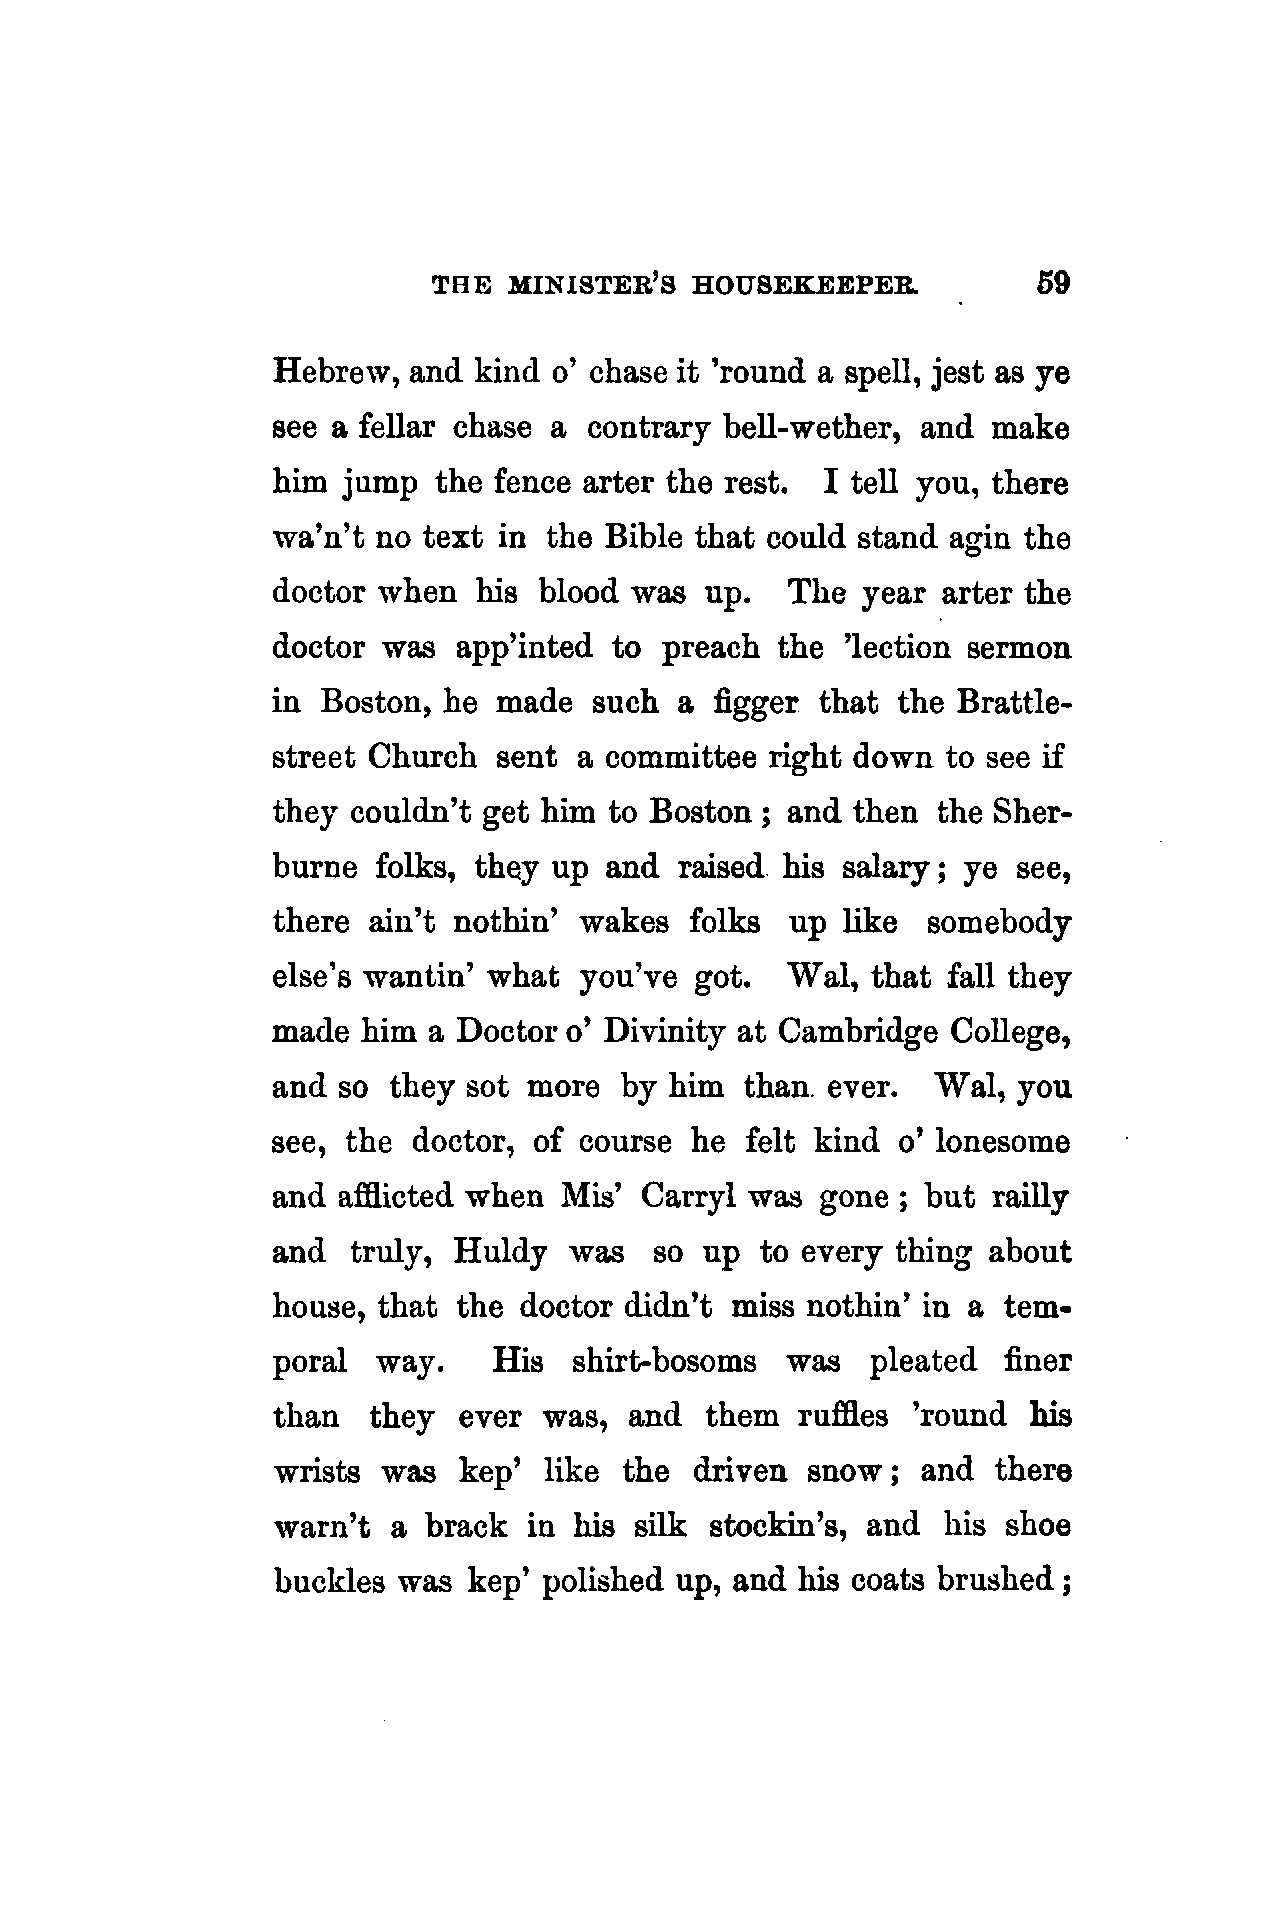 THE MINISTER'S HOUSEKEEPER. 59
Hebrew, and kind o' chase it 'round a spell, jest as ye
see a fellar chase a contrary bell-wether, and make
him jump the fence arter the rest. I tell you, there
wa'n't no text in the Bible that could stand agin the
doctor when his blood was up. The year arter the
doctor was app'inted to preach the 'lection sermon
in Boston, he made such a figger that the Brattle-
street Church sent a committee right down to see if
they couldn't get him to Boston ; and then the Sher-
burne folks, they up and raised his salary ; ye see,
there ain't nothin' wakes folks up like somebody
else's wantin' what you've got. Wal, that fall they
made him a Doctor o' Divinity at Cambridge College,
and so they sot more by him than ever. Wal, you
see, the doctor, of course he felt kind o' lonesome
and afflicted when Mis' Carryl was gone ; but railly
and truly, Huldy was so up to every thing about
house, that the doctor didn't miss nothin' in a tem-
poral way. His shirt-bosoms was pleated finer
than they ever was, and them ruffles 'round his
wrists was kep' like the driven snow ; and there
warn't a brack in his silk stockin's, and his shoe
buckles was kep' polished up, and his coats brushed ;